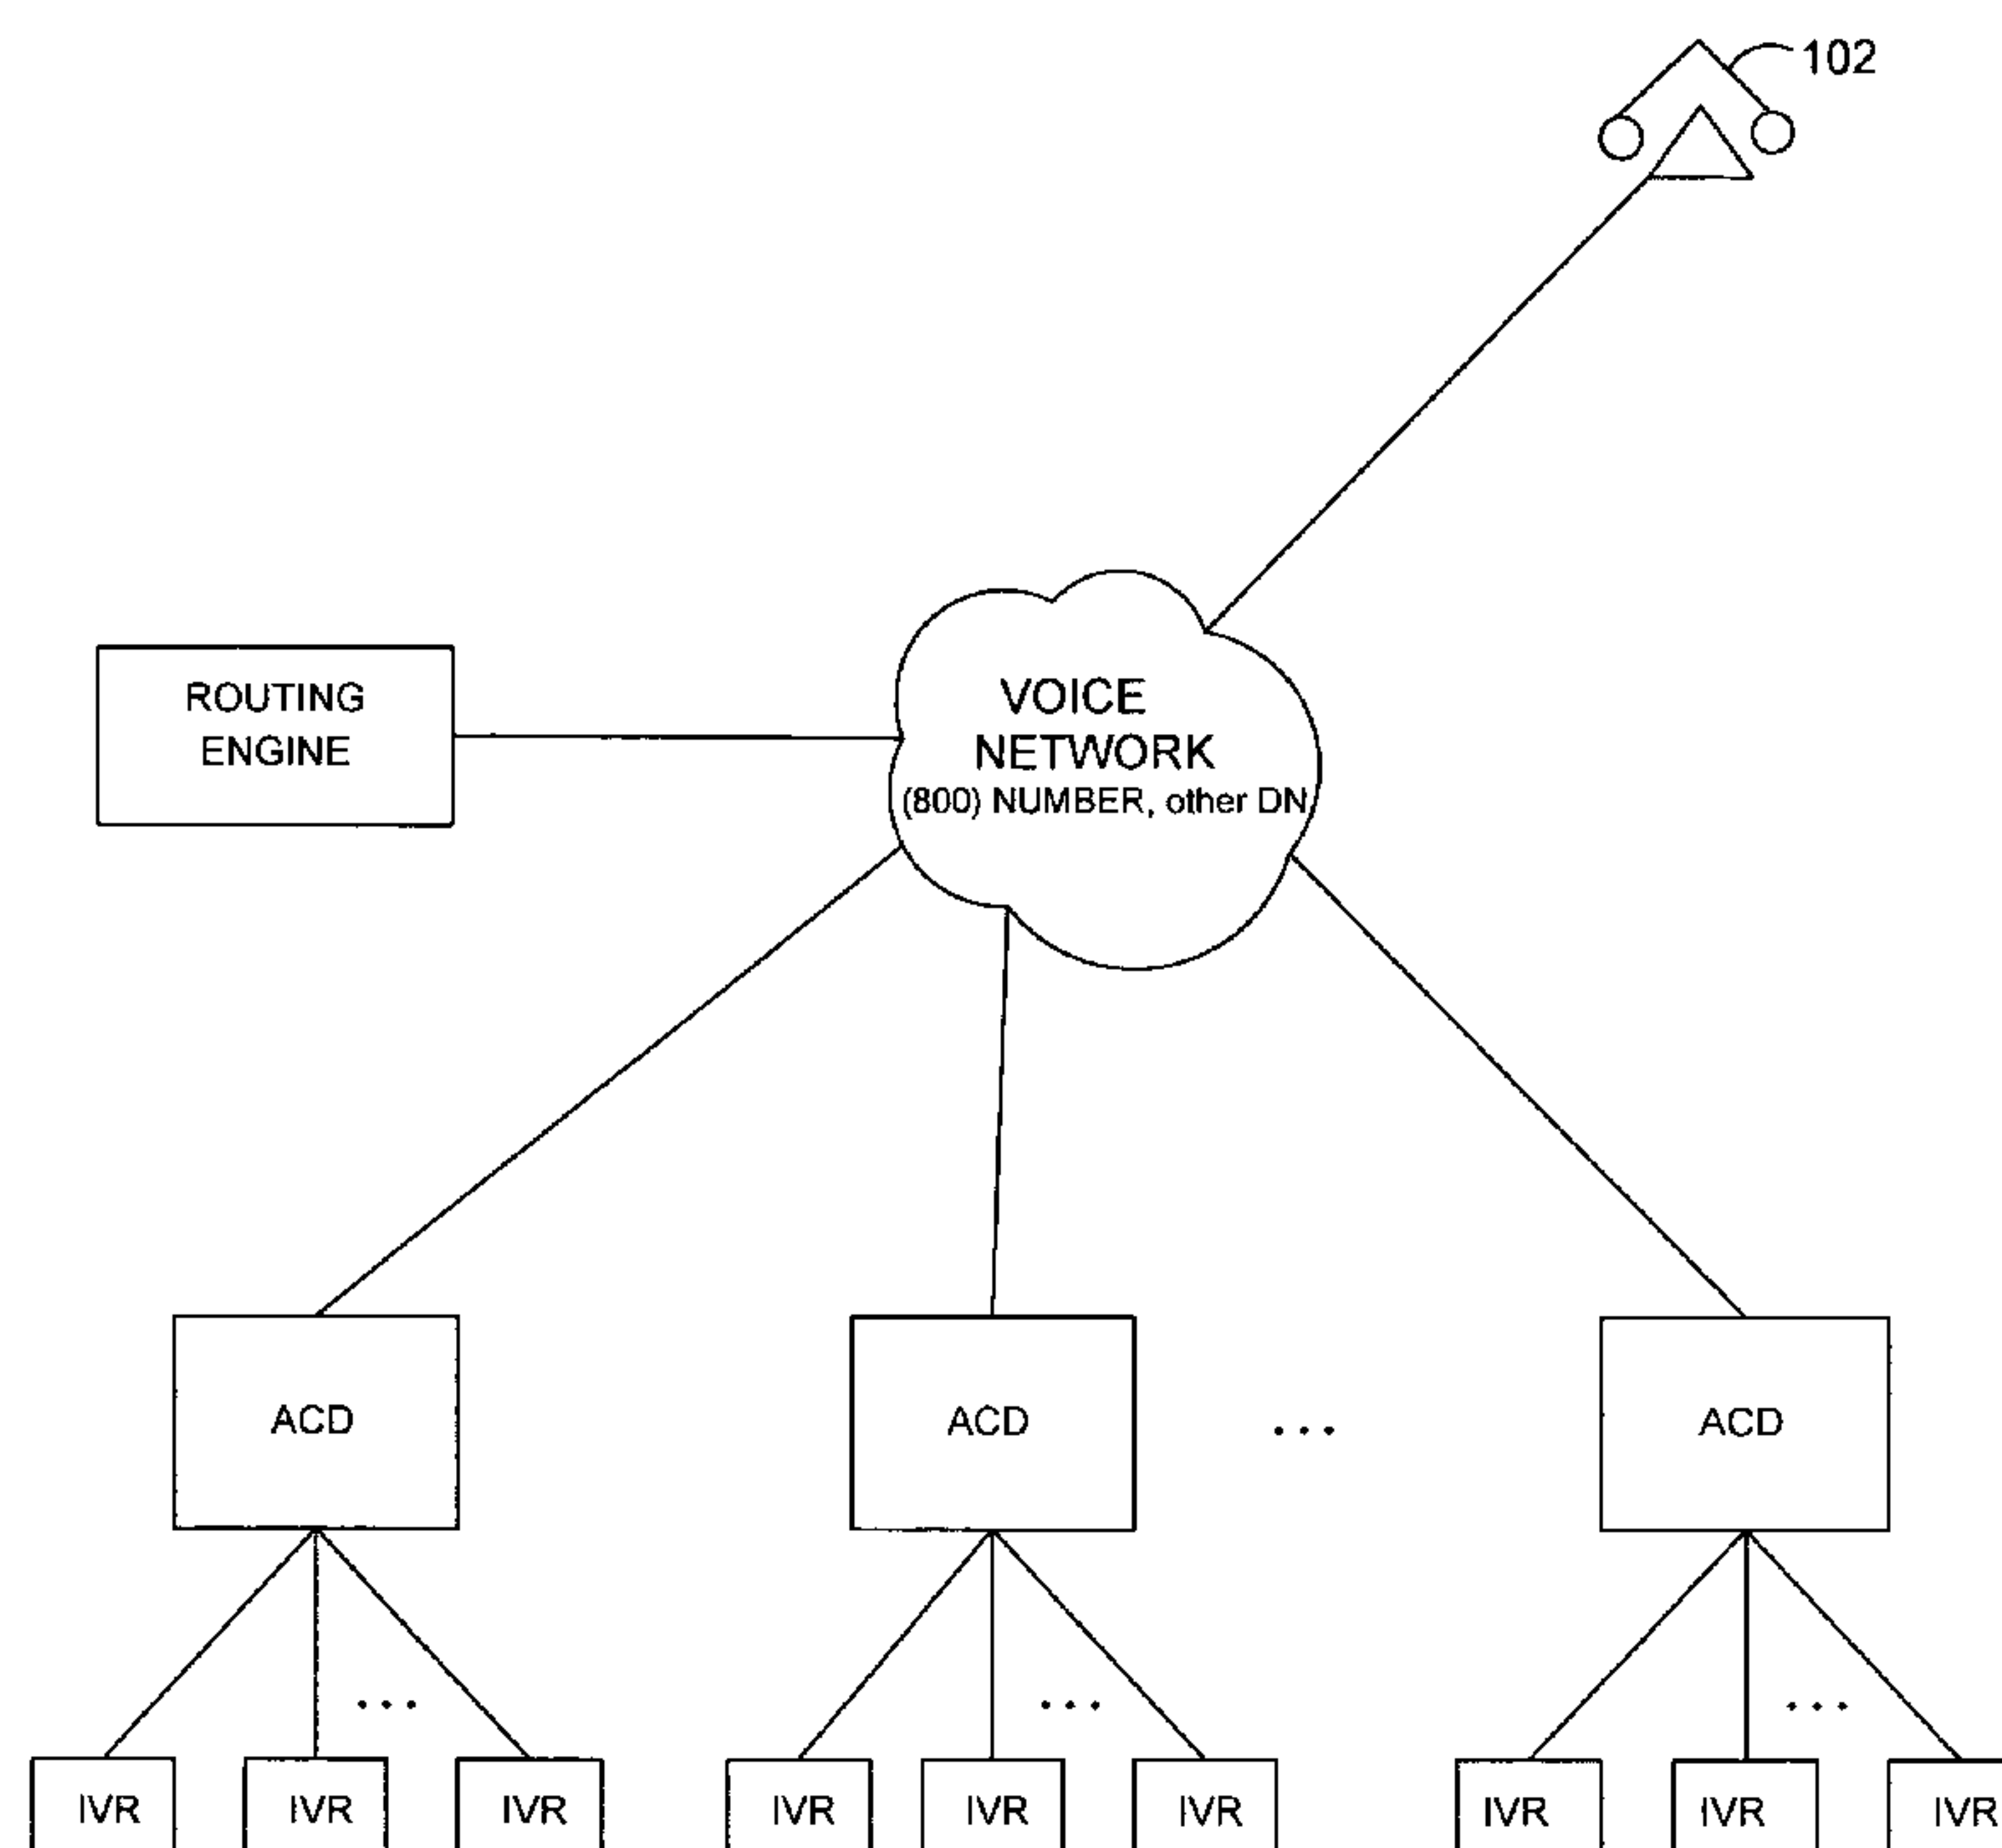 102
ROUTING
ENGINE
VOICE
NETWORK
(800) NUMBER, other DN
ACD
ACD
...
ACD
...
...
...
IVR
IVR
IVR
IVR
IVR
IVR
IVR
IVR
IVR